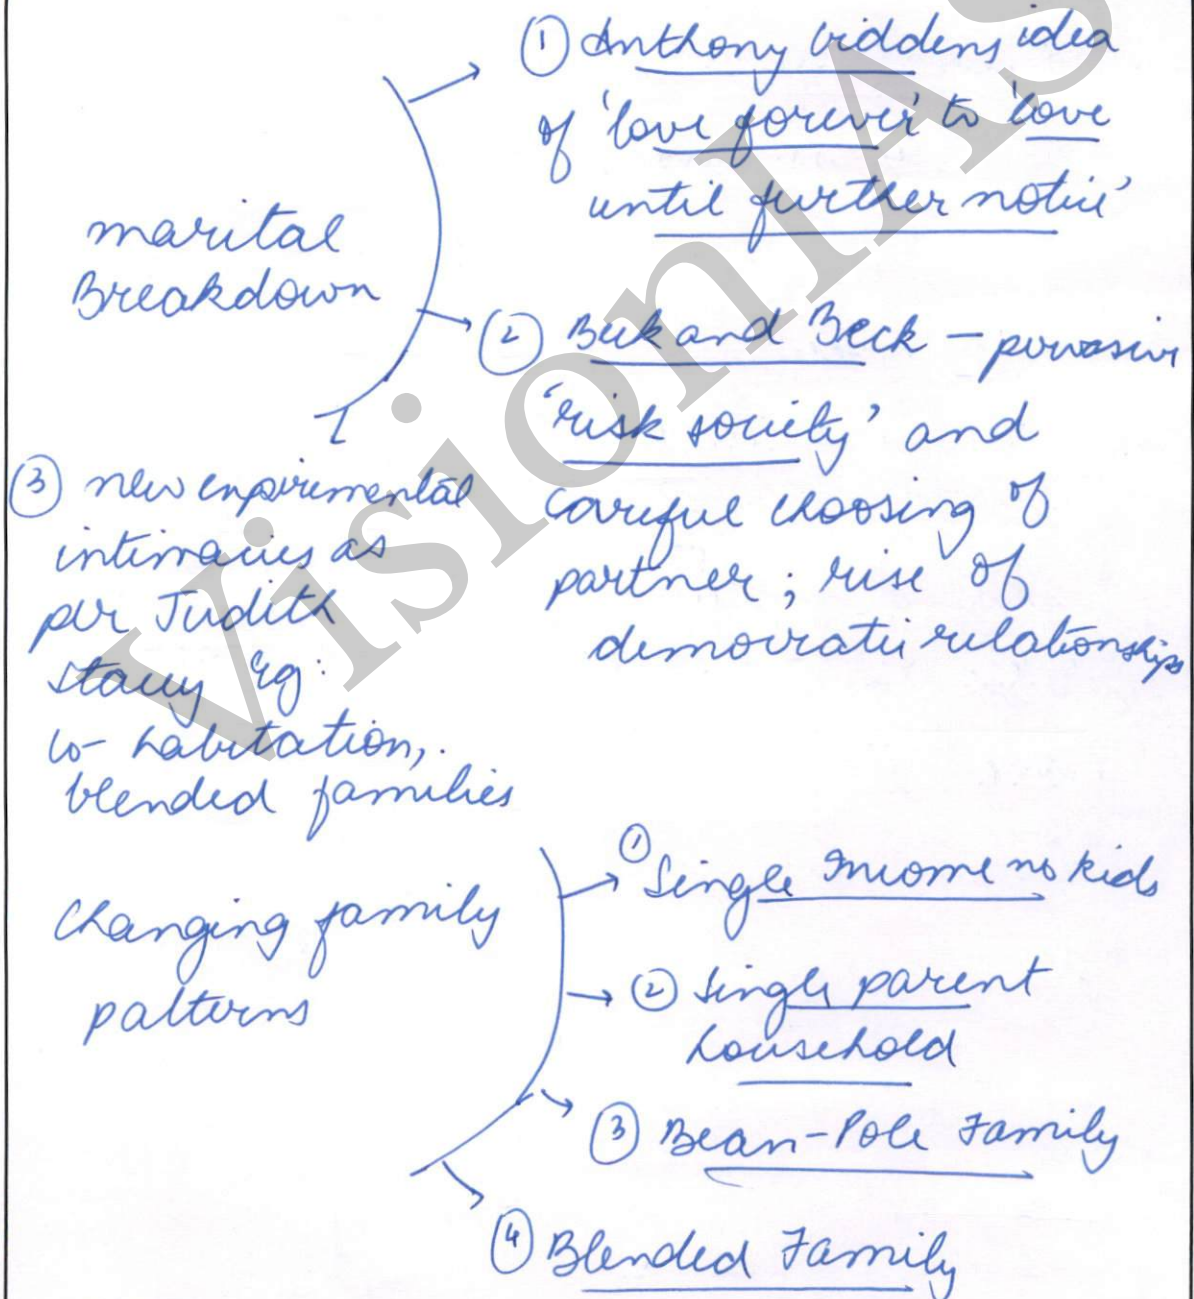 ① Anthony Giddens idea
of 'love forever' to 'love
until further notice'
marital
Breakdown
② Beck and Beck – pervasive
'risk society' and
careful choosing of
partner ; rise of
democratic relationships
③ new experimental
intimacies as
per Judith
Stacey Eg:
co-habitation,
blended families
Changing family
patterns
① Single Income no kids
② Single parent
household
③ Bean-Pole Family
④ Blended Family
VisionIAS